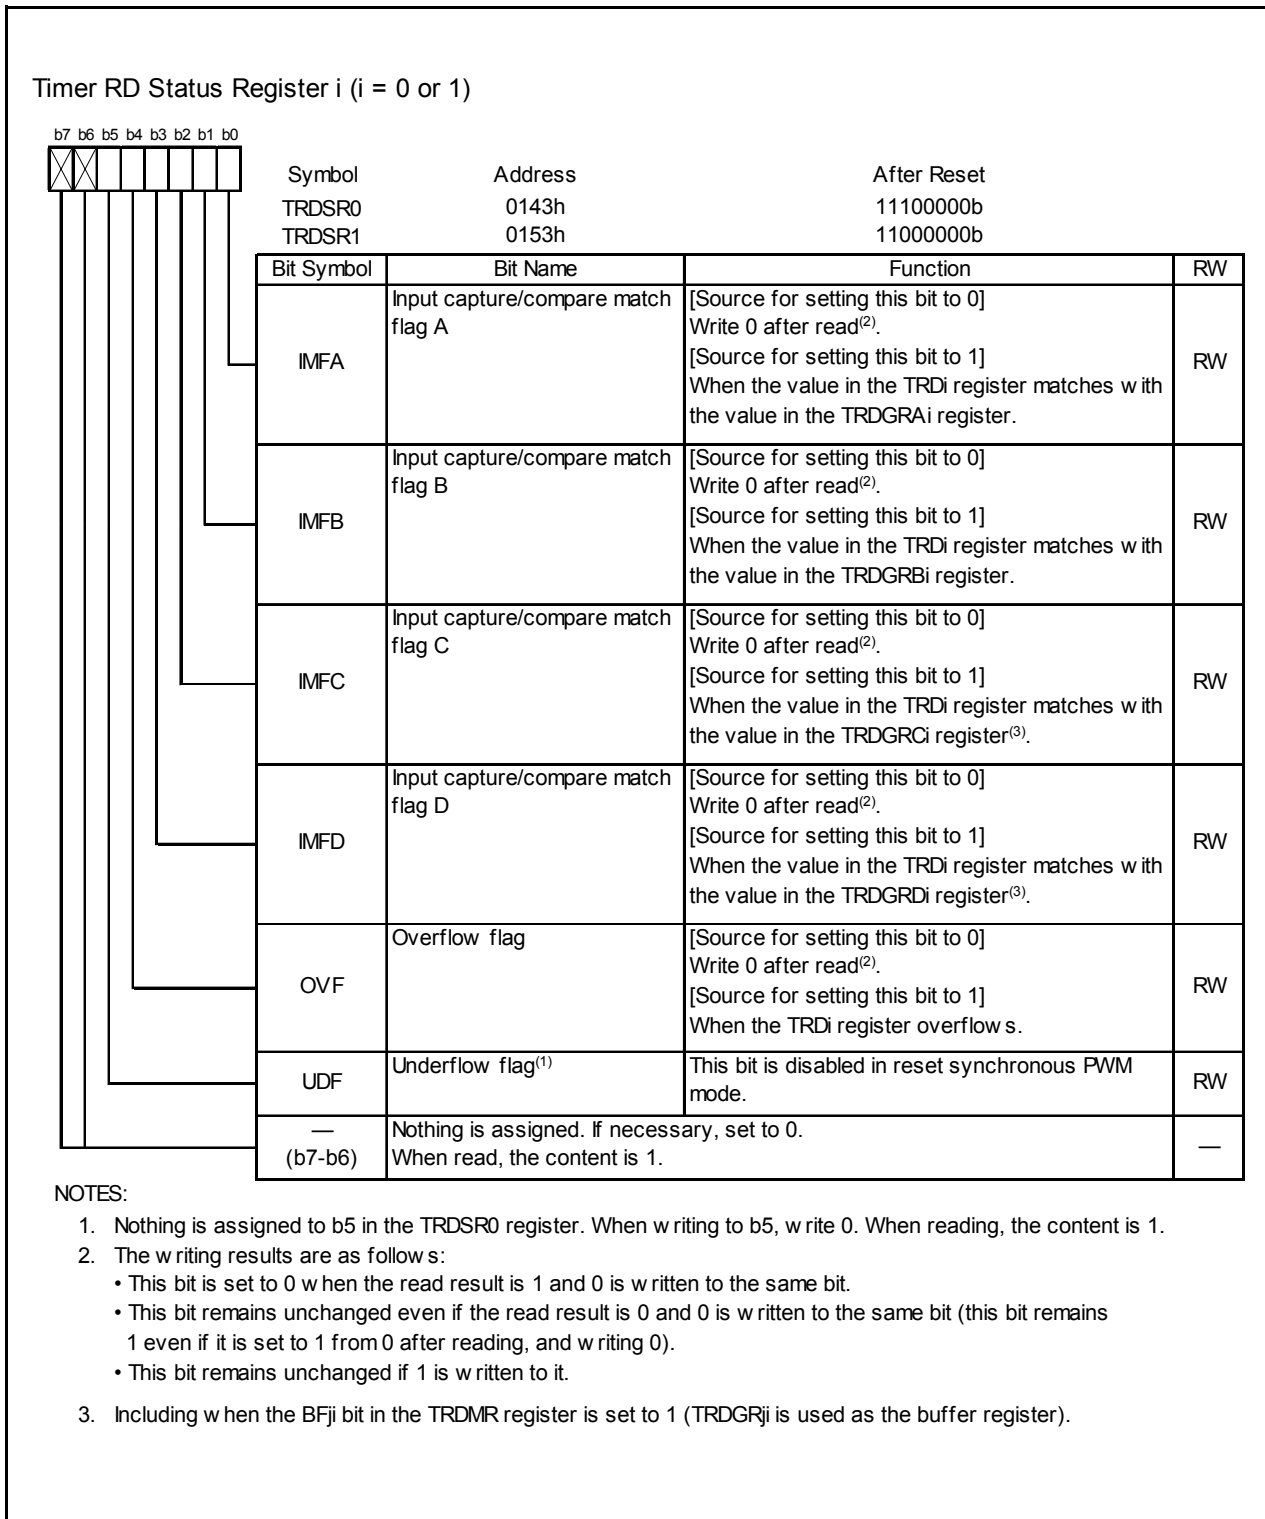 Timer RD Status Register i (i = 0 or 1)
b7 b6 b5 b4 b3 b2 b1 b0
Symbol Address After Reset
TRDSR0 0143h 11100000b
TRDSR1 0153h 11000000b
Bit Symbol Bit Name Function RW
IMFA
Input capture/compare match
flag A
[Source for setting this bit to 0]
Write 0 after read(2).
[Source for setting this bit to 1]
When the value in the TRDi register matches with
the value in the TRDGRAi register.
RW
IMFB
Input capture/compare match
flag B
[Source for setting this bit to 0]
Write 0 after read(2).
[Source for setting this bit to 1]
When the value in the TRDi register matches with
the value in the TRDGRBi register.
RW
IMFC
Input capture/compare match
flag C
[Source for setting this bit to 0]
Write 0 after read(2).
[Source for setting this bit to 1]
When the value in the TRDi register matches with
the value in the TRDGRCi register(3).
RW
IMFD
Input capture/compare match
flag D
[Source for setting this bit to 0]
Write 0 after read(2).
[Source for setting this bit to 1]
When the value in the TRDi register matches with
the value in the TRDGRDi register(3).
RW
OVF
Overflow flag
[Source for setting this bit to 0]
Write 0 after read(2).
[Source for setting this bit to 1]
When the TRDi register overflows.
RW
UDF
Underflow flag(1)
This bit is disabled in reset synchronous PWM
mode.
RW
—
(b7-b6)
Nothing is assigned. If necessary, set to 0.
When read, the content is 1.
—
NOTES:
1. Nothing is assigned to b5 in the TRDSR0 register. When writing to b5, write 0. When reading, the content is 1.
2. The writing results are as follows:
• This bit is set to 0 when the read result is 1 and 0 is written to the same bit.
• This bit remains unchanged even if the read result is 0 and 0 is written to the same bit (this bit remains
1 even if it is set to 1 from 0 after reading, and writing 0).
• This bit remains unchanged if 1 is written to it.
3. Including when the BFji bit in the TRDMR register is set to 1 (TRDGRji is used as the buffer register).